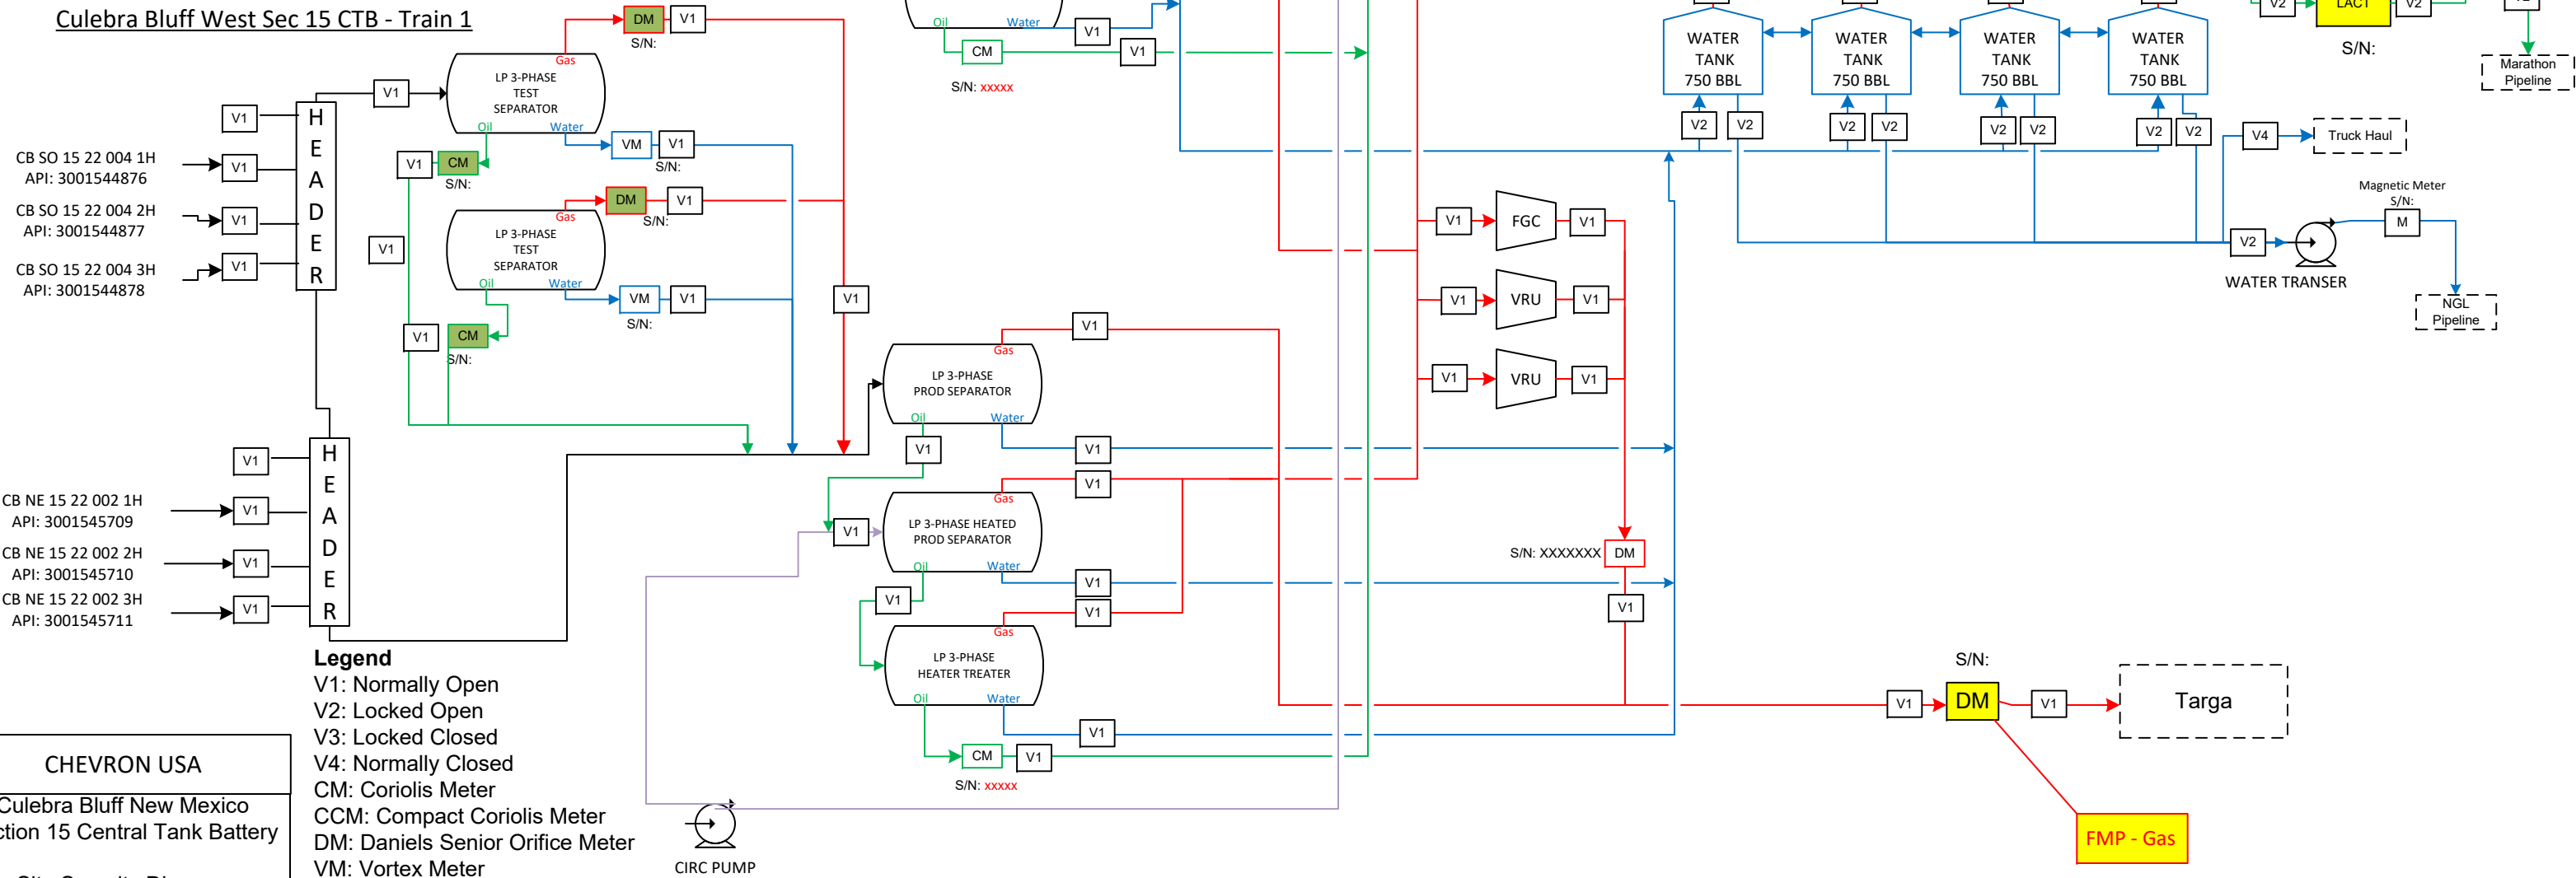 Culebra Bluff West Sec 15 CTB - Train 1
CB SO 15 22 004 1H
API: 3001544876
CB SO 15 22 004 2H
API: 3001544877
CB SO 15 22 004 3H
API: 3001544878
V1
V1
V1
V1
HEADER
V1
CB NE 15 22 002 1H
API: 3001545709
CB NE 15 22 002 2H
API: 3001545710
CB NE 15 22 002 3H
API: 3001545711
V1
V1
V1
V1
HEADER
Gas
DM
V1
S/N:
LP 3-PHASE
TEST
SEPARATOR
Oil
Water
VM
V1
S/N:
V1
CM
S/N:
V1
Gas
DM
V1
S/N:
LP 3-PHASE
TEST
SEPARATOR
Oil
Water
VM
V1
S/N:
V1
CM
S/N:
V1
Oil
Water
V1
CM
V1
S/N: xxxxx
V1
Gas
LP 3-PHASE
PROD SEPARATOR
Oil
Water
V1
V1
V1
Gas
V1
LP 3-PHASE HEATED
PROD SEPARATOR
Oil
Water
V1
V1
V1
Gas
LP 3-PHASE
HEATER TREATER
Oil
Water
V1
CM
V1
S/N: xxxxx
CIRC PUMP
V1
FGC
V1
V1
VRU
V1
V1
VRU
V1
S/N: XXXXXXX
DM
V1
WATER
TANK
750 BBL
WATER
TANK
750 BBL
WATER
TANK
750 BBL
WATER
TANK
750 BBL
V2
V2
V2
V2
V2
V2
V2
V2
V2
LACT
V2
S/N:
Marathon
Pipeline
V4
Truck Haul
Magnetic Meter
S/N:
M
V2
WATER TRANSER
NGL
Pipeline
S/N:
V1
DM
V1
Targa
FMP - Gas
Legend
V1: Normally Open
V2: Locked Open
V3: Locked Closed
V4: Normally Closed
CM: Coriolis Meter
CCM: Compact Coriolis Meter
DM: Daniels Senior Orifice Meter
VM: Vortex Meter
CHEVRON USA
Culebra Bluff New Mexico
ction 15 Central Tank Battery